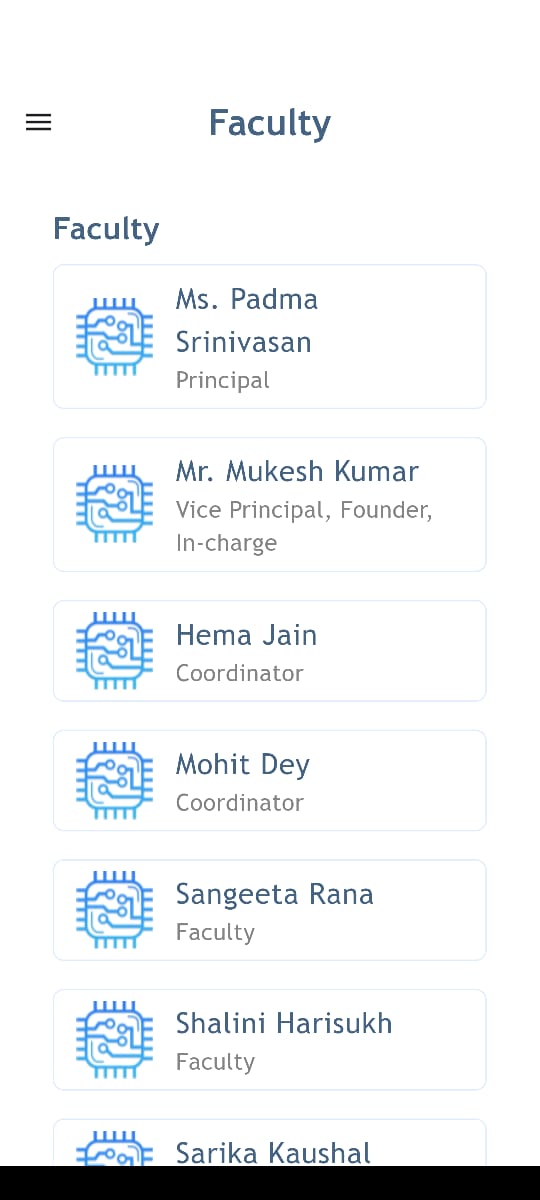 Faculty
Faculty
Ms. Padma
Srinivasan
Principal
Mr. Mukesh Kumar
Vice Principal, Founder,
In-charge
Hema Jain
Coordinator
Mohit Dey
Coordinator
Sangeeta Rana
Faculty
Shalini Harisukh
Faculty
Sarika Kaushal